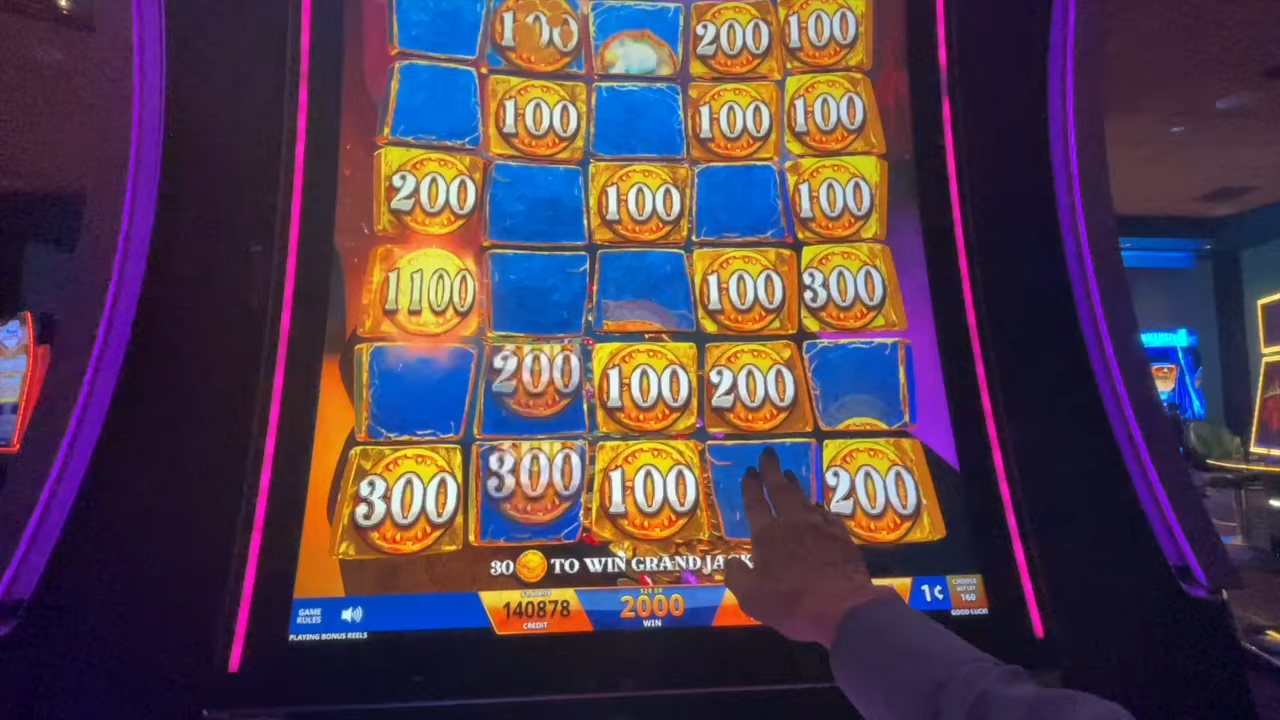 100 200 100
100 100 100
200 100 100
1100 100 300
200 100 200
300 300 100 200
30 TO WIN GRAND
GAME RULES
140878 2000 1¢
CREDIT WIN
160
GOOD LUCK!
PLAYING BONUS REELS